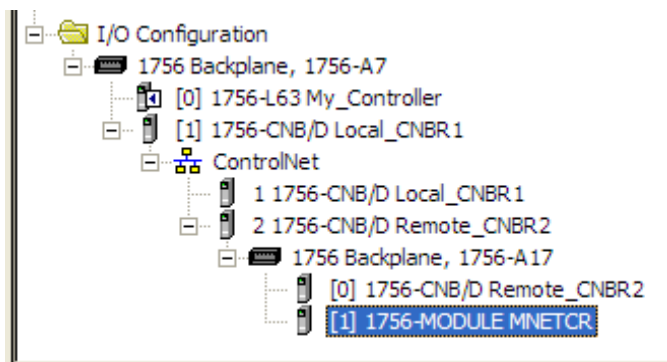 I/O Configuration
1756 Backplane, 1756-A7
[0] 1756-L63 My_Controller
[1] 1756-CNB/D Local_CNBR1
ControlNet
1 1756-CNB/D Local_CNBR1
2 1756-CNB/D Remote_CNBR2
1756 Backplane, 1756-A17
[0] 1756-CNB/D Remote_CNBR2
[1] 1756-MODULE MNETCR